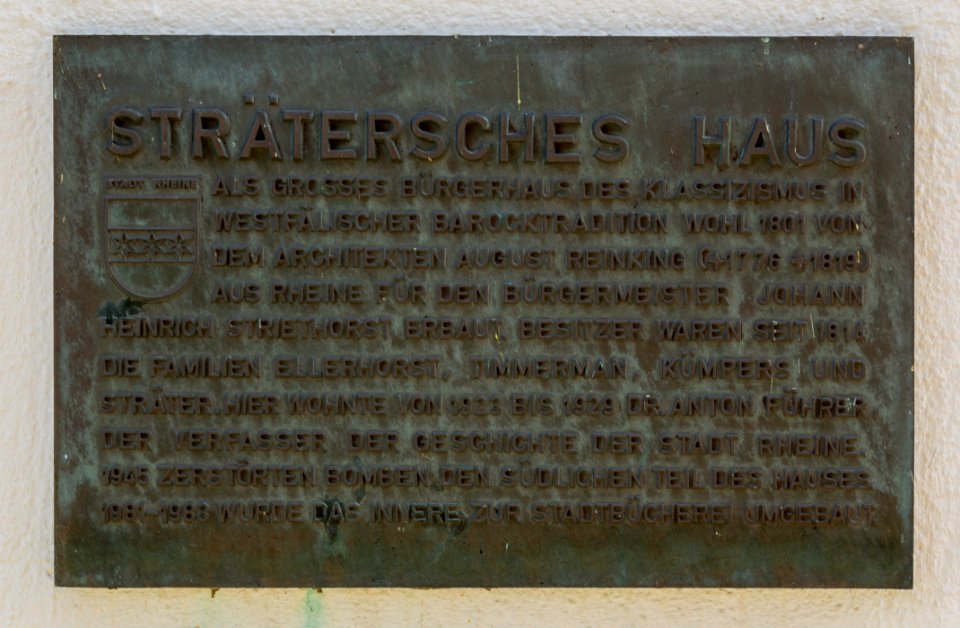 STRÄTERSCHES HAUS
STADT RHEINE
ALS GROSSES BÜRGERHAUS DES KLASSIZISMUS IN
WESTFÄLISCHER BAROCKTRADITION WOHL 1801 VON
DEM ARCHITEKTEN AUGUST REINKING (*1776 +1819)
AUS RHEINE FÜR DEN BÜRGERMEISTER JOHANN
HEINRICH STRIETHORST ERBAUT. BESITZER WAREN SEIT 1814
DIE FAMILIEN ELLERHORST, TIMMERMAN, KÜMPERS UND
STRÄTER. HIER WOHNTE VON 1923 BIS 1929 DR. ANTON FÜHRER
DER VERFASSER DER GESCHICHTE DER STADT RHEINE.
1945 ZERSTÖRTEN BOMBEN DEN SÜDLICHEN TEIL DES HAUSES.
1981-1983 WURDE DAS INNERE ZUR STADTBÜCHEREI UMGEBAUT.